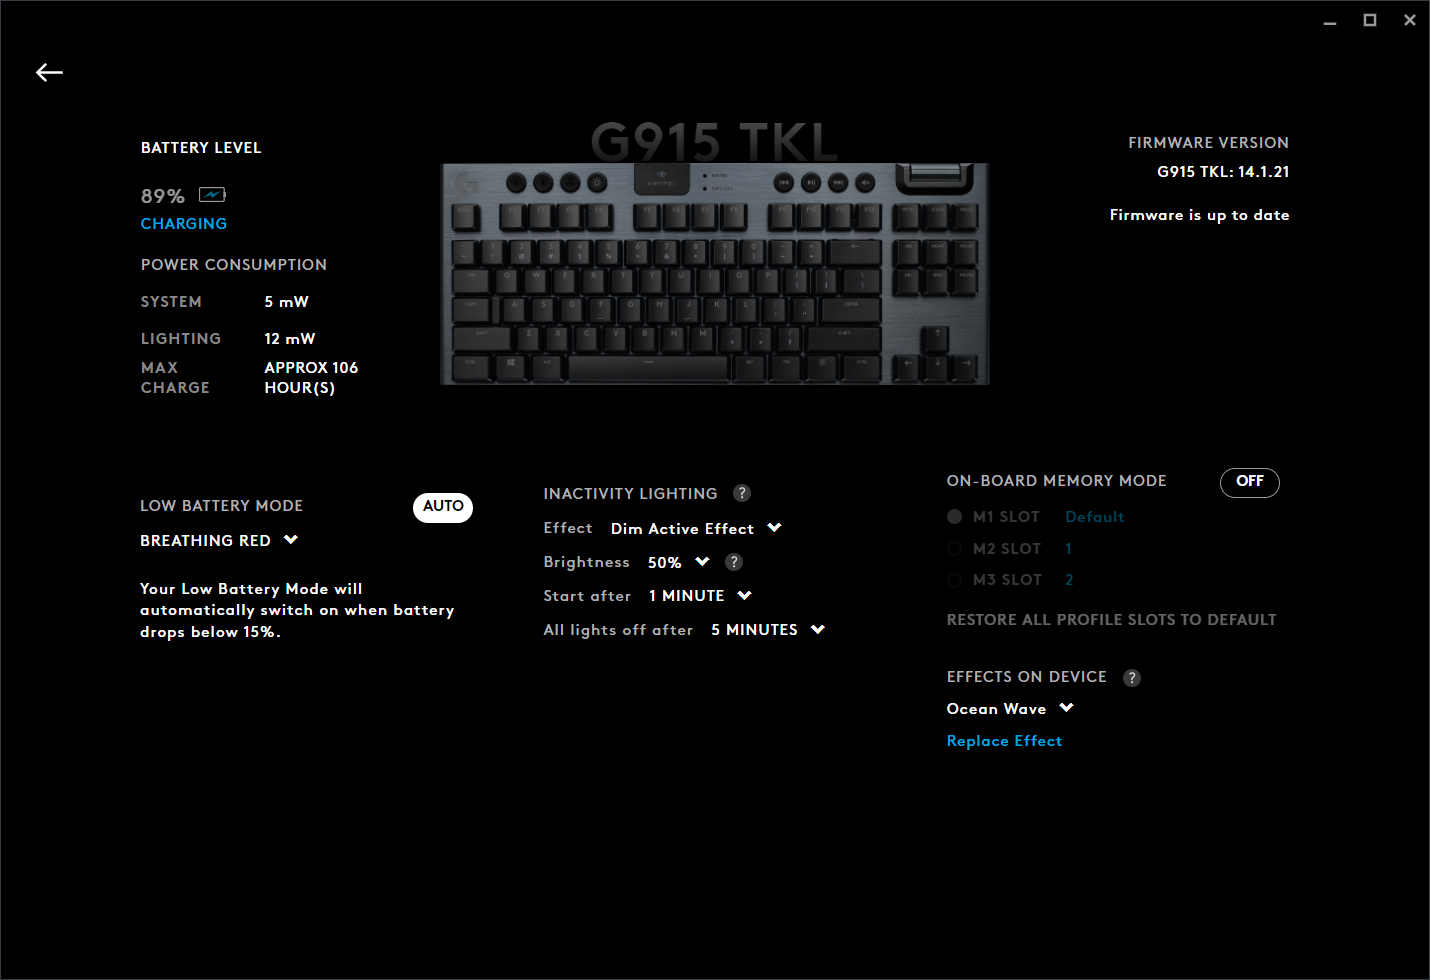 G915 TKL
BATTERY LEVEL
89%
CHARGING
POWER CONSUMPTION
SYSTEM 5 mW
LIGHTING 12 mW
MAX CHARGE APPROX 106 HOUR(S)
FIRMWARE VERSION
G915 TKL: 14.1.21
Firmware is up to date
LOW BATTERY MODE AUTO
BREATHING RED
Your Low Battery Mode will
automatically switch on when battery
drops below 15%.
INACTIVITY LIGHTING ?
Effect Dim Active Effect
Brightness 50% ?
Start after 1 MINUTE
All lights off after 5 MINUTES
ON-BOARD MEMORY MODE OFF
M1 SLOT Default
M2 SLOT 1
M3 SLOT 2
RESTORE ALL PROFILE SLOTS TO DEFAULT
EFFECTS ON DEVICE ?
Ocean Wave
Replace Effect